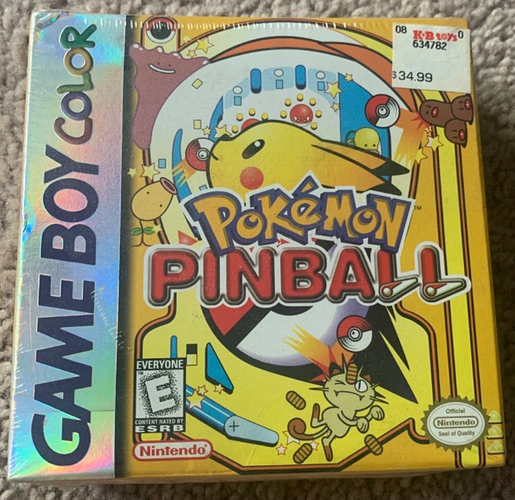 GAME BOY COLOR
08 K·B toys 0
634782
$34.99
POKéMON
TM
PINBALL
EVERYONE
E
CONTENT RATED BY
ESRB
Nintendo
Official
Nintendo
Seal of Quality